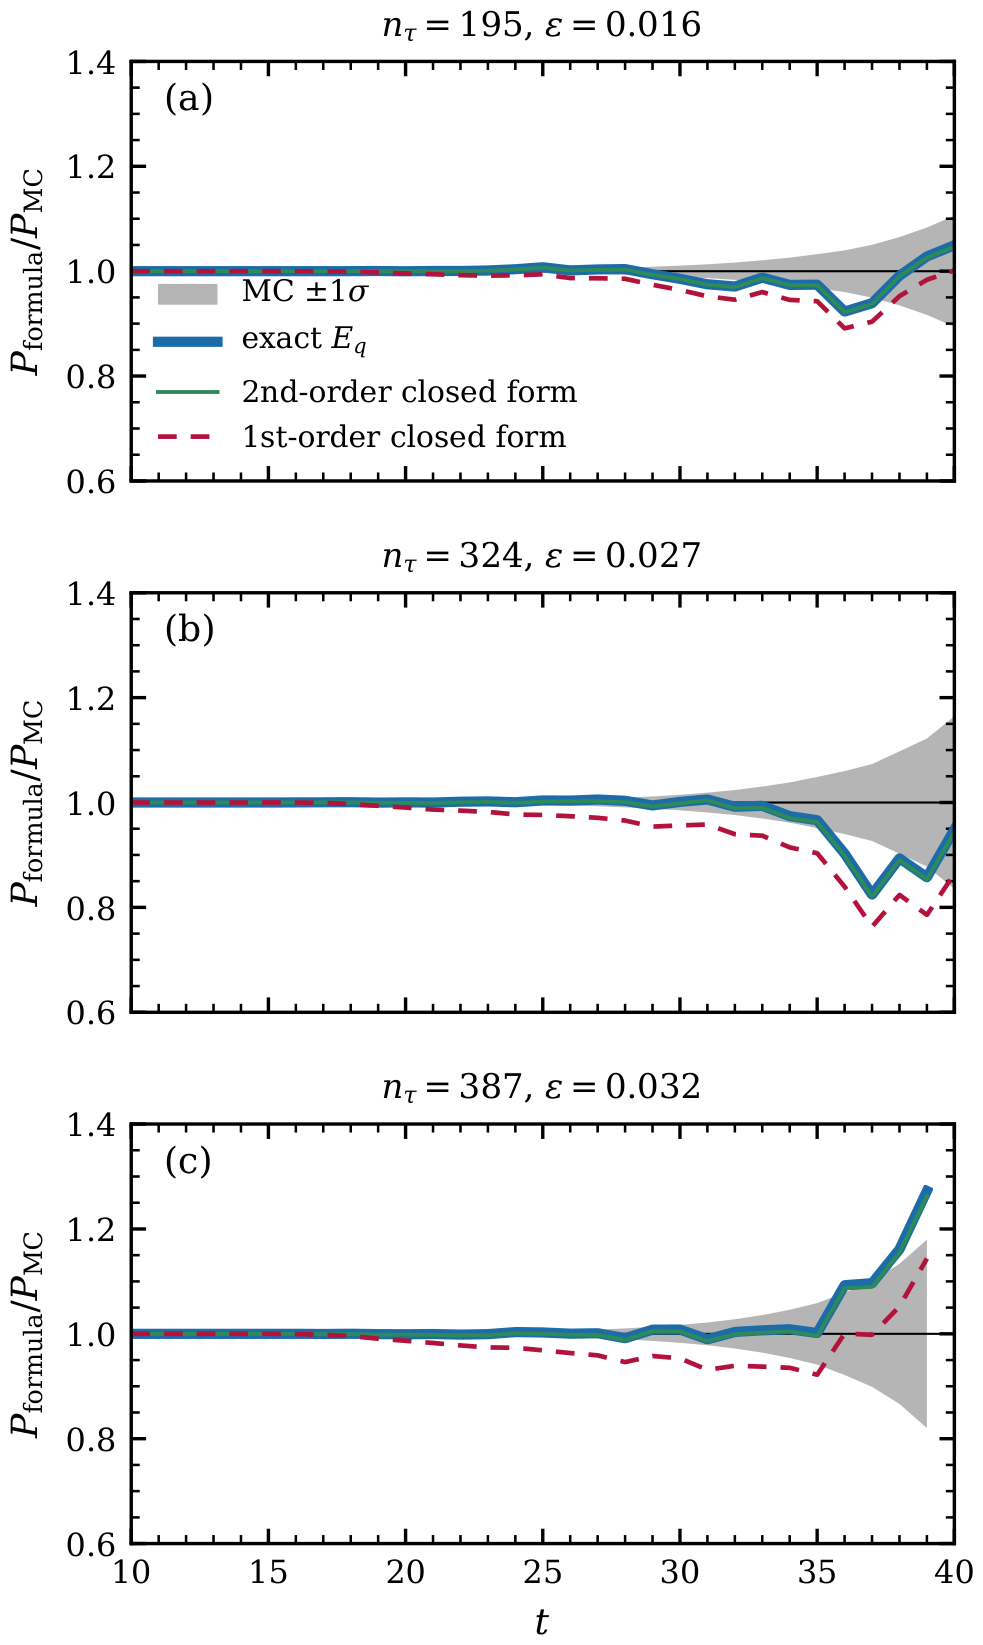 n_τ = 195, ε = 0.016
1.4
(a)
1.2
1.0
MC ±1σ
exact E_q
0.8
2nd-order closed form
1st-order closed form
0.6
P_formula/P_MC
n_τ = 324, ε = 0.027
1.4
(b)
1.2
1.0
0.8
0.6
P_formula/P_MC
n_τ = 387, ε = 0.032
1.4
(c)
1.2
1.0
0.8
0.6
P_formula/P_MC
10 15 20 25 30 35 40
t